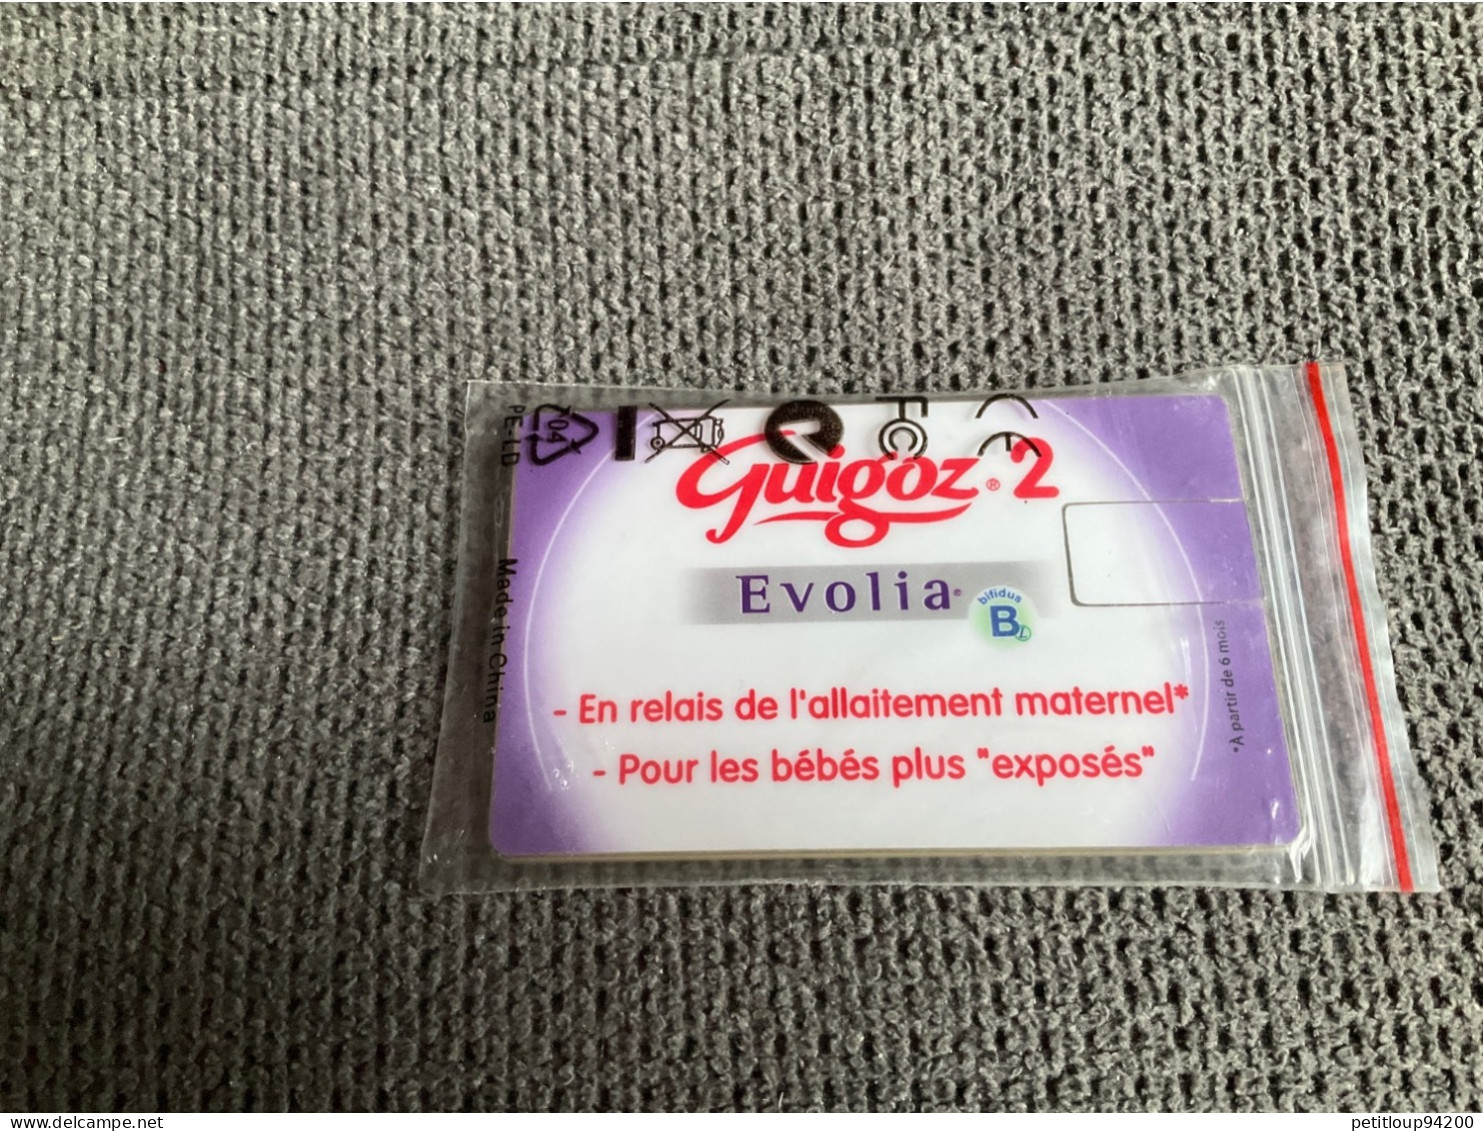 PE-LD
04
FC
CE
Made in China
Guigoz® 2
Evolia®
bifidus
BL
- En relais de l'allaitement maternel*
- Pour les bébés plus "exposés"
*A partir de 6 mois
delcampe.net
petitloup94200